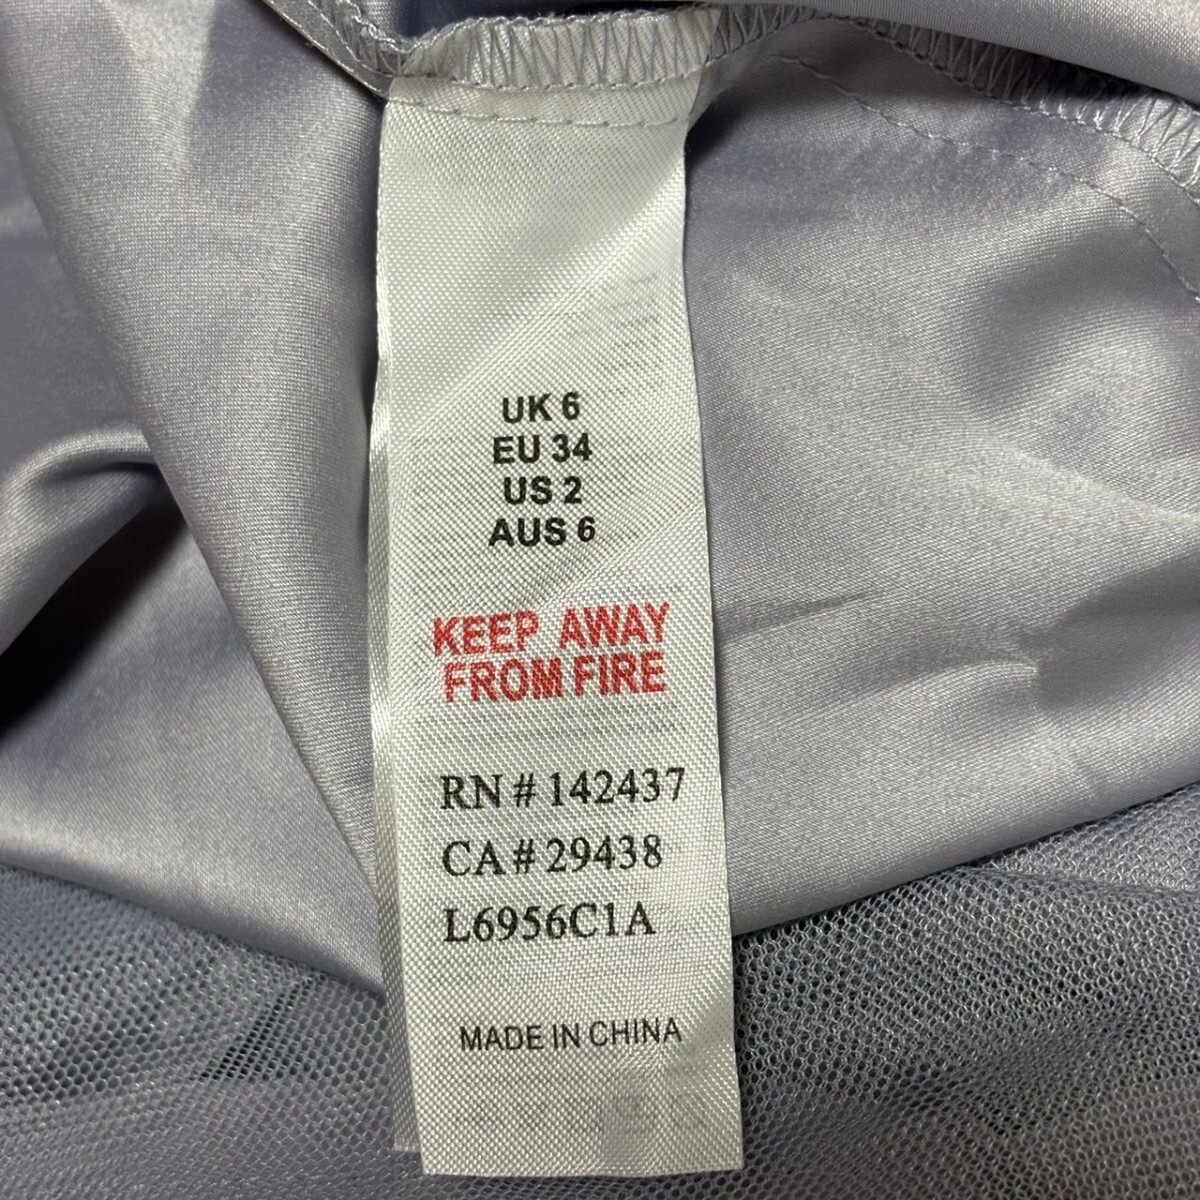 UK 6
EU 34
US 2
AUS 6
KEEP AWAY
FROM FIRE
RN # 142437
CA # 29438
L6956C1A
MADE IN CHINA